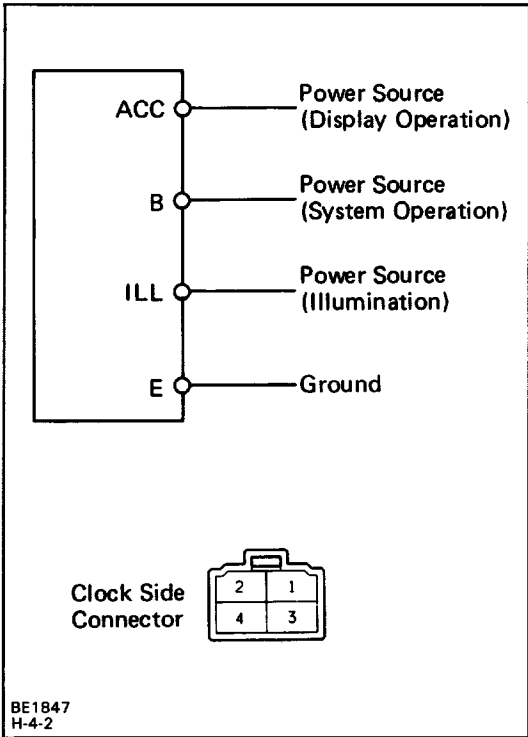 ACC
Power Source
(Display Operation)
B
Power Source
(System Operation)
ILL
Power Source
(Illumination)
E
Ground
Clock Side
Connector
2 1
4 3
BE1847
H-4-2